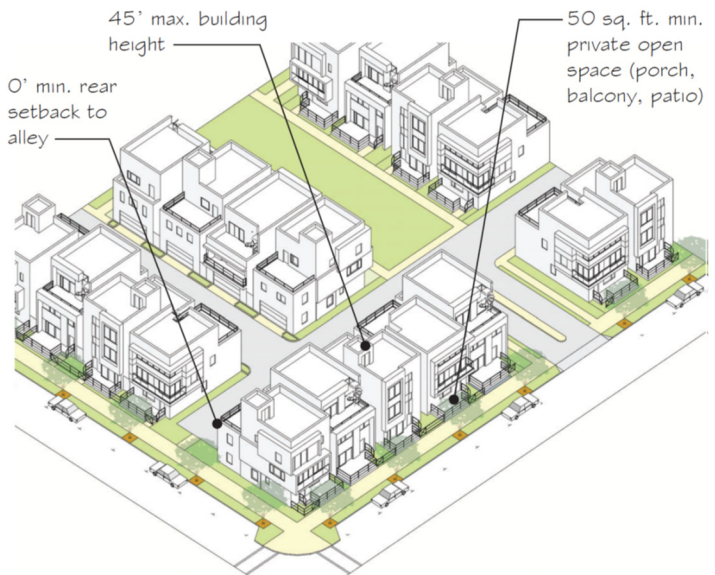 45' max. building
height
50 sq. ft. min.
private open
space (porch,
balcony, patio)
0' min. rear
setback to
alley